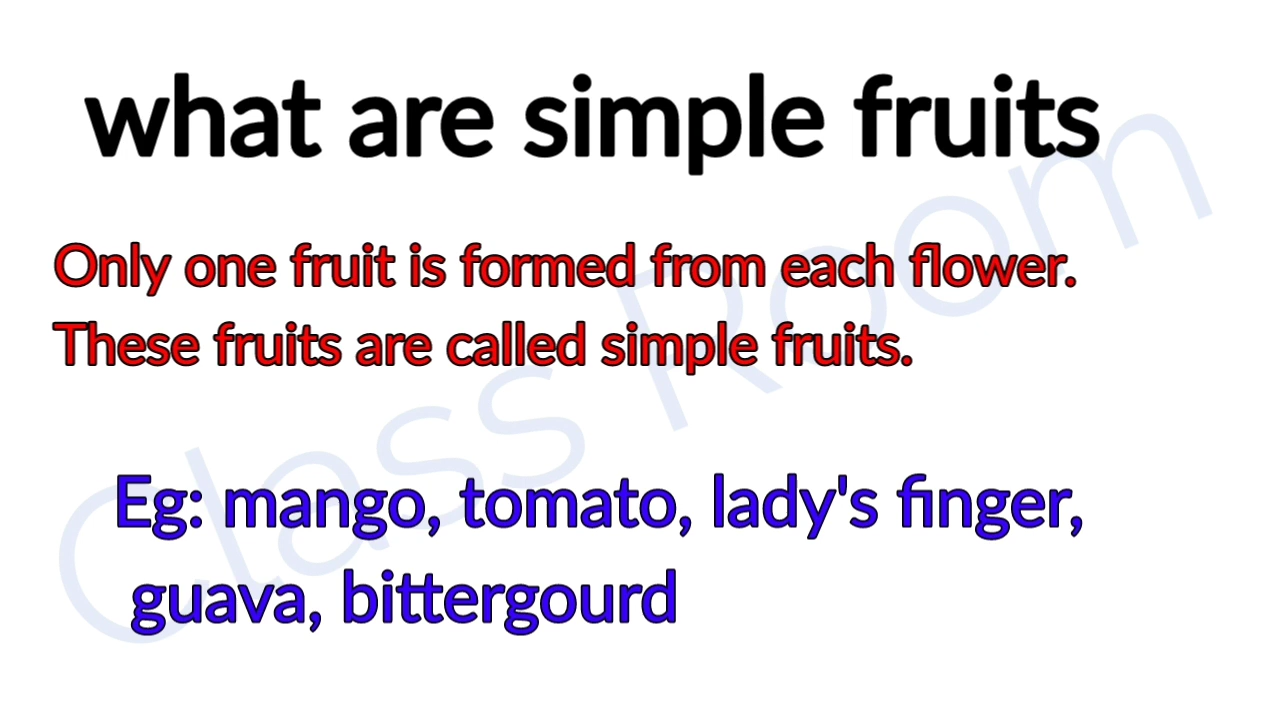 what are simple fruits
Only one fruit is formed from each flower.
These fruits are called simple fruits.
Eg: mango, tomato, lady's finger,
guava, bittergourd
Class Room